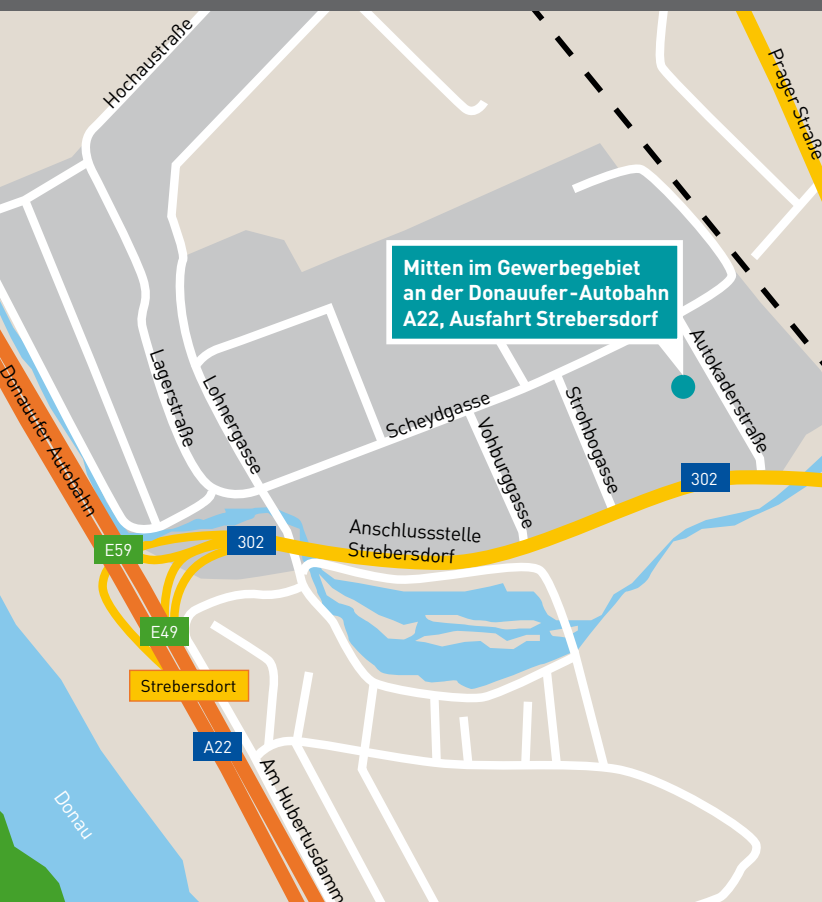 Hochaustraße
Prager Straße
Mitten im Gewerbegebiet
an der Donauufer-Autobahn
A22, Ausfahrt Strebersdorf
Autokaderstraße
Lagerstraße
Lohnergasse
Scheydgasse
Strohbogasse
Vohburggasse
Donauufer Autobahn
302
302
Anschlussstelle
Strebersdorf
E59
E49
Strebersdort
A22
Am Hubertusdamm
Donau